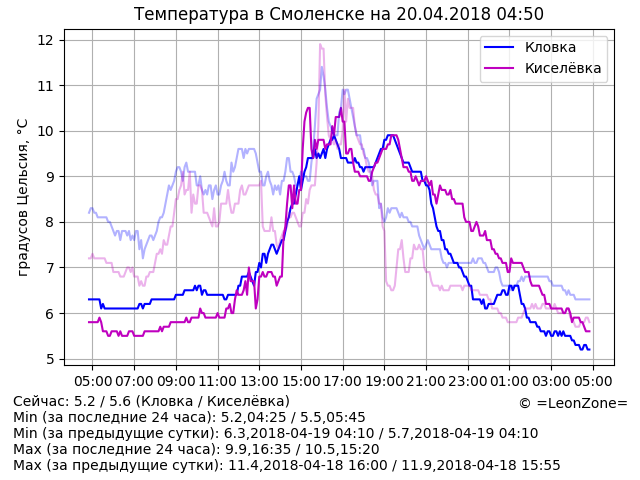 Температура в Смоленске на 20.04.2018 04:50
Кловка
Киселёвка
градусов Цельсия, °C
12
11
10
9
8
7
6
5
05:00 07:00 09:00 11:00 13:00 15:00 17:00 19:00 21:00 23:00 01:00 03:00 05:00
Сейчас: 5.2 / 5.6 (Кловка / Киселёвка)
© =LeonZone=
Min (за последние 24 часа): 5.2,04:25 / 5.5,05:45
Min (за предыдущие сутки): 6.3,2018-04-19 04:10 / 5.7,2018-04-19 04:10
Max (за последние 24 часа): 9.9,16:35 / 10.5,15:20
Max (за предыдущие сутки): 11.4,2018-04-18 16:00 / 11.9,2018-04-18 15:55